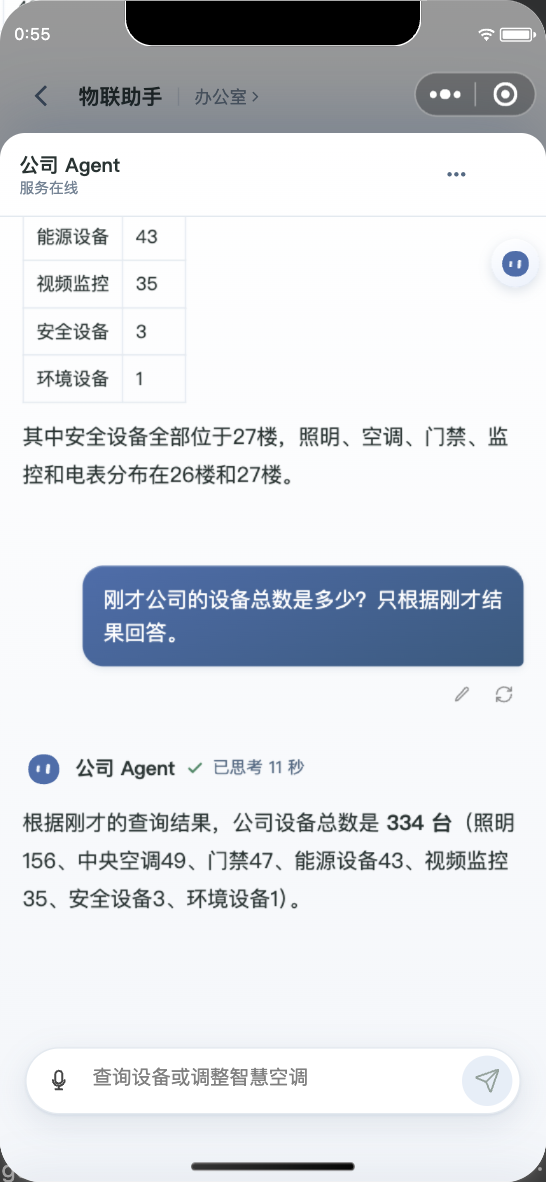 0:55
物联助手 办公室
公司 Agent
服务在线
能源设备 43
视频监控 35
安全设备 3
环境设备 1
其中安全设备全部位于27楼，照明、空调、门禁、监
控和电表分布在26楼和27楼。
刚才公司的设备总数是多少？只根据刚才结
果回答。
公司 Agent 已思考 11 秒
根据刚才的查询结果，公司设备总数是 334 台（照明
156、中央空调49、门禁47、能源设备43、视频监控
35、安全设备3、环境设备1）。
查询设备或调整智慧空调